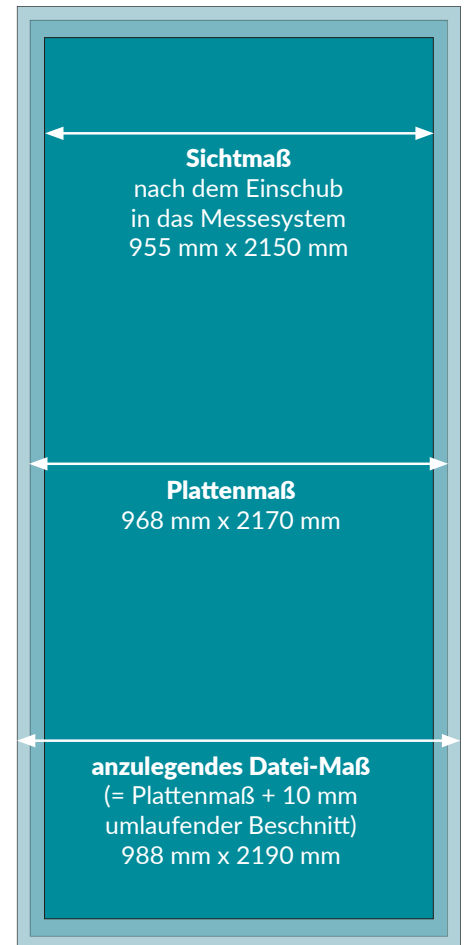 Sichtmaß
nach dem Einschub
in das Messesystem
955 mm x 2150 mm
Plattenmaß
968 mm x 2170 mm
anzulegendes Datei-Maß
(= Plattenmaß + 10 mm
umlaufender Beschnitt)
988 mm x 2190 mm